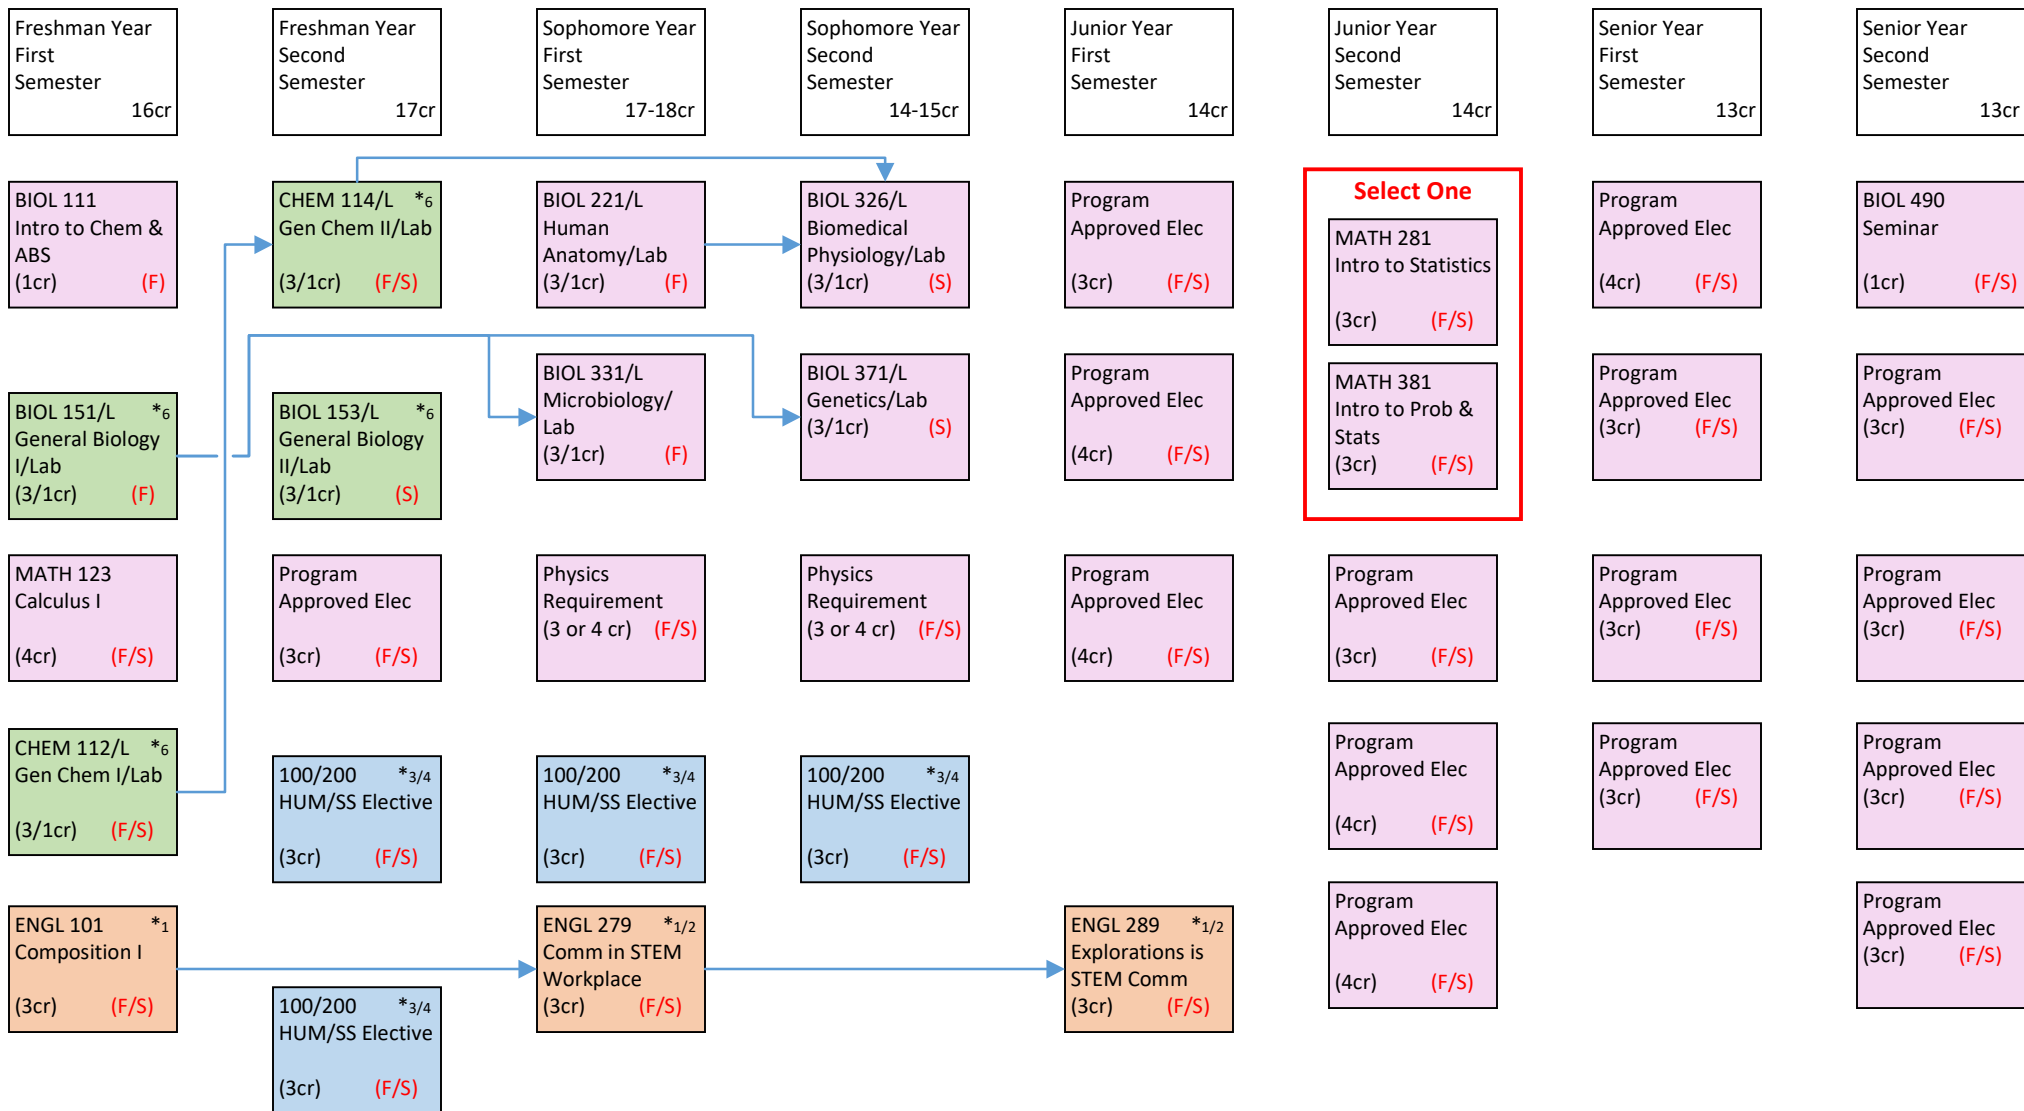 Freshman Year
First
Semester
16cr
Freshman Year
Second
Semester
17cr
Sophomore Year
First
Semester
17-18cr
Sophomore Year
Second
Semester
14-15cr
Junior Year
First
Semester
14cr
Junior Year
Second
Semester
14cr
Senior Year
First
Semester
13cr
Senior Year
Second
Semester
13cr
BIOL 111
Intro to Chem &
ABS
(1cr) (F)
CHEM 114/L *6
Gen Chem II/Lab
(3/1cr) (F/S)
BIOL 221/L
Human
Anatomy/Lab
(3/1cr) (F)
BIOL 326/L
Biomedical
Physiology/Lab
(3/1cr) (S)
Program
Approved Elec
(3cr) (F/S)
Select One
MATH 281
Intro to Statistics
(3cr) (F/S)
MATH 381
Intro to Prob &
Stats
(3cr) (F/S)
Program
Approved Elec
(4cr) (F/S)
BIOL 490
Seminar
(1cr) (F/S)
BIOL 151/L *6
General Biology
I/Lab
(3/1cr) (F)
BIOL 153/L *6
General Biology
II/Lab
(3/1cr) (S)
BIOL 331/L
Microbiology/
Lab
(3/1cr) (F)
BIOL 371/L
Genetics/Lab
(3/1cr) (S)
Program
Approved Elec
(4cr) (F/S)
Program
Approved Elec
(3cr) (F/S)
Program
Approved Elec
(3cr) (F/S)
MATH 123
Calculus I
(4cr) (F/S)
Program
Approved Elec
(3cr) (F/S)
Physics
Requirement
(3 or 4 cr) (F/S)
Physics
Requirement
(3 or 4 cr) (F/S)
Program
Approved Elec
(4cr) (F/S)
Program
Approved Elec
(3cr) (F/S)
Program
Approved Elec
(3cr) (F/S)
Program
Approved Elec
(3cr) (F/S)
CHEM 112/L *6
Gen Chem I/Lab
(3/1cr) (F/S)
100/200 *3/4
HUM/SS Elective
(3cr) (F/S)
100/200 *3/4
HUM/SS Elective
(3cr) (F/S)
100/200 *3/4
HUM/SS Elective
(3cr) (F/S)
Program
Approved Elec
(4cr) (F/S)
Program
Approved Elec
(3cr) (F/S)
Program
Approved Elec
(3cr) (F/S)
ENGL 101 *1
Composition I
(3cr) (F/S)
100/200 *3/4
HUM/SS Elective
(3cr) (F/S)
ENGL 279 *1/2
Comm in STEM
Workplace
(3cr) (F/S)
ENGL 289 *1/2
Explorations is
STEM Comm
(3cr) (F/S)
Program
Approved Elec
(4cr) (F/S)
Program
Approved Elec
(3cr) (F/S)